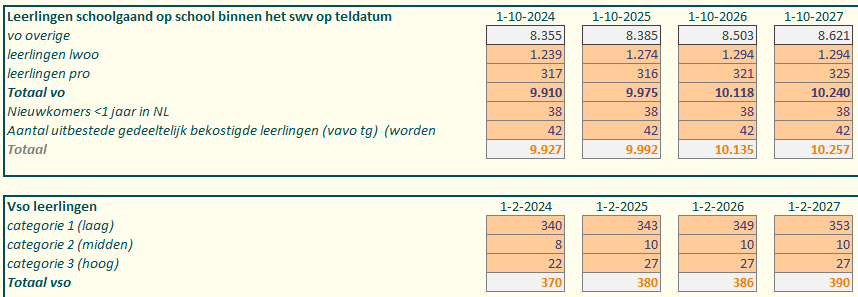 Leerlingen schoolgaand op school binnen het swv op teldatum 1-10-2024 1-10-2025 1-10-2026 1-10-2027
vo overige 8.355 8.385 8.503 8.621
leerlingen lwoo 1.239 1.274 1.294 1.294
leerlingen pro 317 316 321 325
Totaal vo 9.910 9.975 10.118 10.240
Nieuwkomers <1 jaar in NL 38 38 38 38
Aantal uitbestede gedeeltelijk bekostigde leerlingen (vavo tg) (worden 42 42 42 42
Totaal 9.927 9.992 10.135 10.257
Vso leerlingen 1-2-2024 1-2-2025 1-2-2026 1-2-2027
categorie 1 (laag) 340 343 349 353
categorie 2 (midden) 8 10 10 10
categorie 3 (hoog) 22 27 27 27
Totaal vso 370 380 386 390